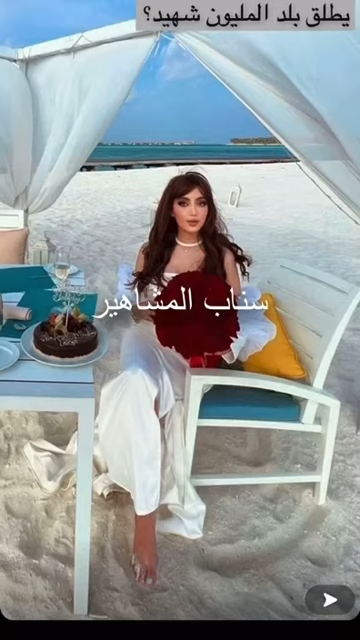 يطلق بلد المليون شهيد؟
سناب المشاهير